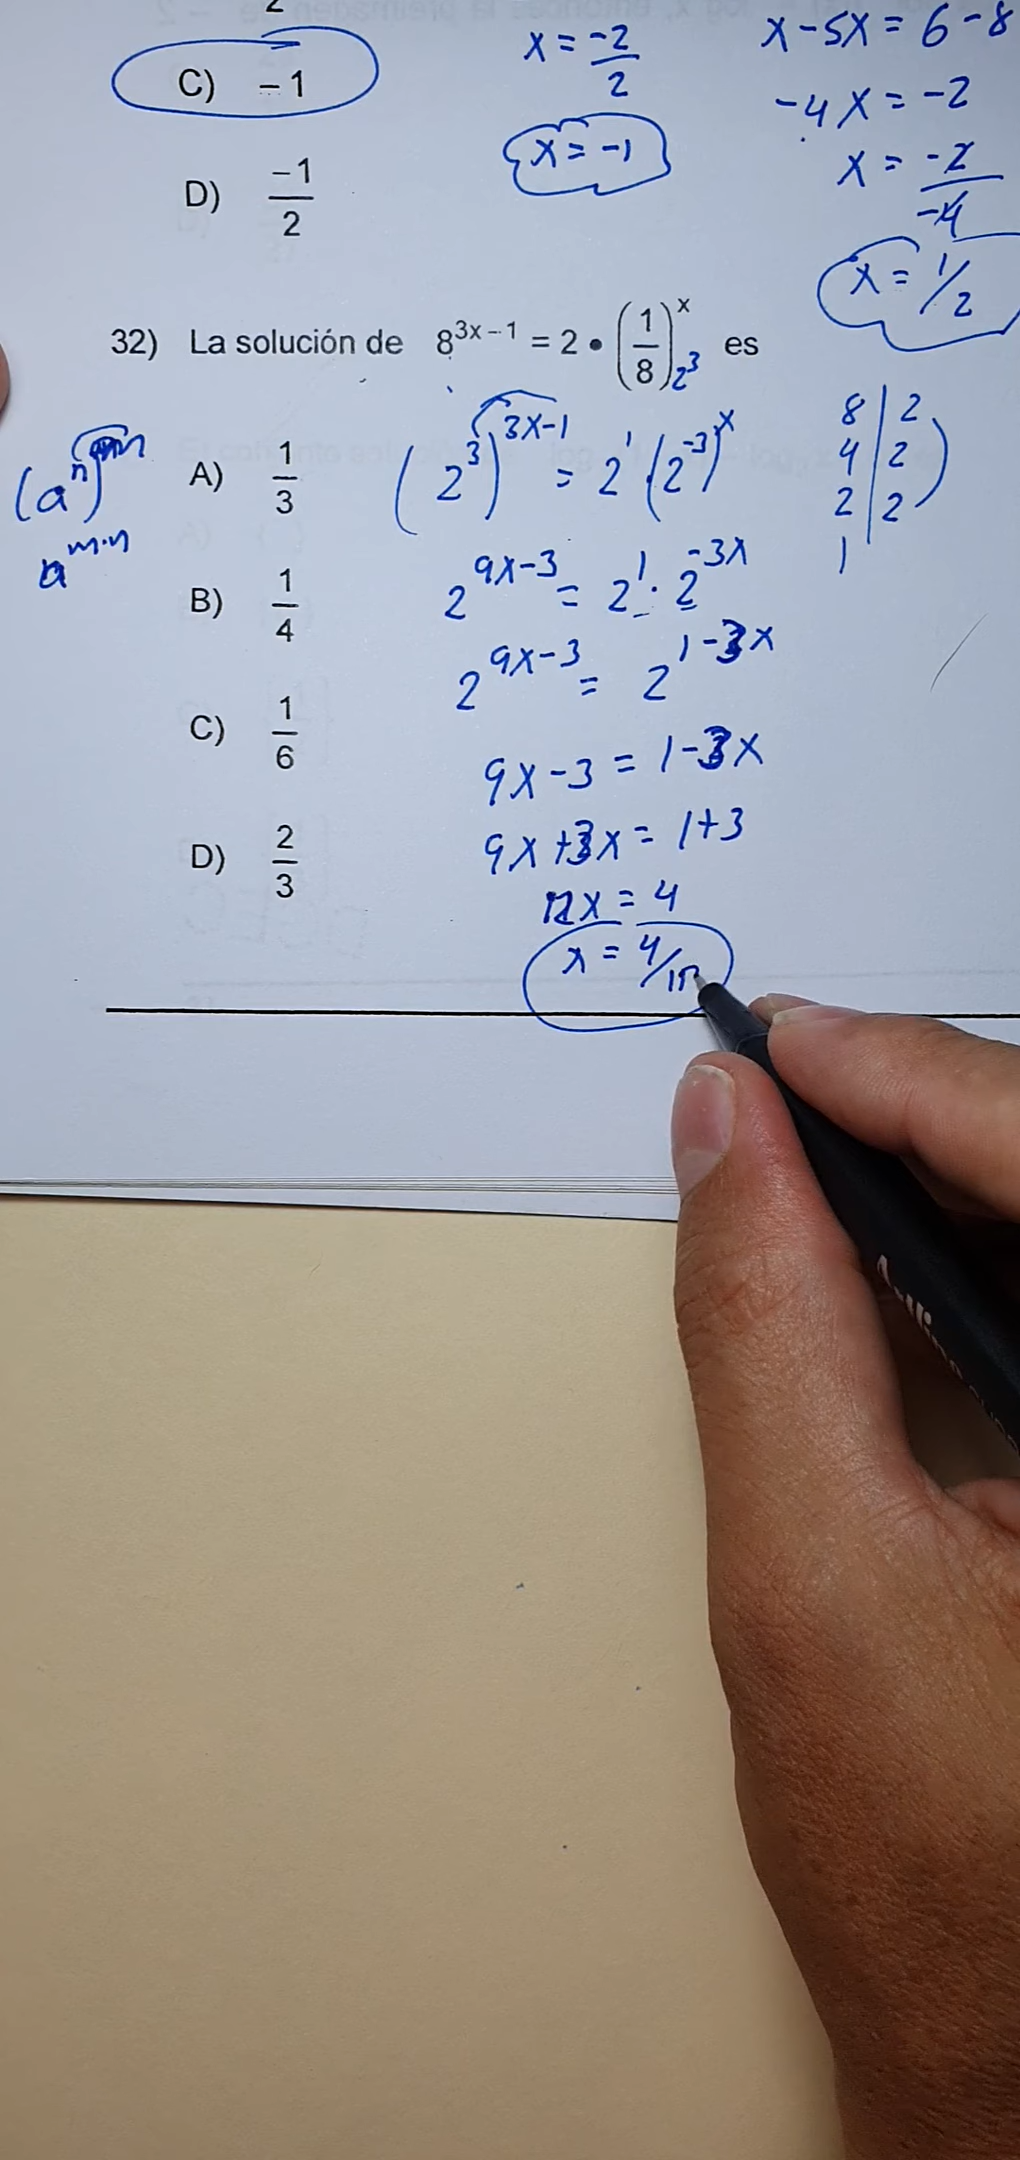 2
C) -1
D) -1/2
x = -2/2
x = -1
x-5x = 6-8
-4x = -2
x = -2/-4
x = 1/2
32) La solución de 8^(3x-1) = 2 • (1/8)^x es
2^3
A) 1/3
B) 1/4
C) 1/6
D) 2/3
(a^n)^m
a^(m·n)
(2^3)^(3x-1) = 2^1 · (2^-3)^x
2^(9x-3) = 2^1 · 2^(-3x)
2^(9x-3) = 2^(1-3x)
9x-3 = 1-3x
9x+3x = 1+3
12x = 4
x = 4/
8 | 2
4 | 2
2 | 2
1